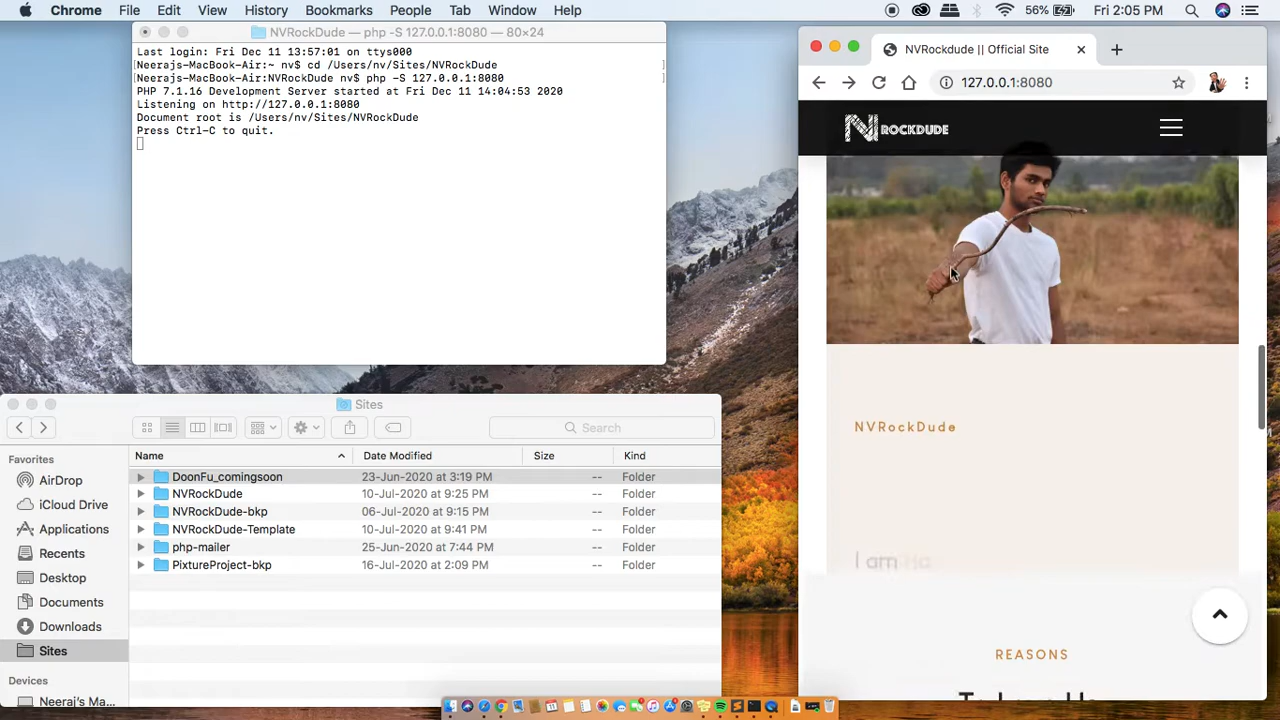 Chrome File Edit View History Bookmarks People Tab Window Help 56% Fri 2:05 PM
NVRockDude — php -S 127.0.0.1:8080 — 80×24
Last login: Fri Dec 11 13:57:01 on ttys000
[Neerajs-MacBook-Air:~ nv$ cd /Users/nv/Sites/NVRockDude ]
[Neerajs-MacBook-Air:NVRockDude nv$ php -S 127.0.0.1:8080 ]
PHP 7.1.16 Development Server started at Fri Dec 11 14:04:53 2020
Listening on http://127.0.0.1:8080
Document root is /Users/nv/Sites/NVRockDude
Press Ctrl-C to quit.
Sites
Search
Favorites
AirDrop
iCloud Drive
Applications
Recents
Desktop
Documents
Downloads
Sites
Devices
Neeraj's Ma...
Name Date Modified Size Kind
DoonFu_comingsoon 23-Jun-2020 at 3:19 PM -- Folder
NVRockDude 10-Jul-2020 at 9:25 PM -- Folder
NVRockDude-bkp 06-Jul-2020 at 9:15 PM -- Folder
NVRockDude-Template 10-Jul-2020 at 9:41 PM -- Folder
php-mailer 25-Jun-2020 at 7:44 PM -- Folder
PixtureProject-bkp 16-Jul-2020 at 2:09 PM -- Folder
NVRockdude || Official Site
127.0.0.1:8080
N ROCKDUDE
NVRockDude
I am
REASONS